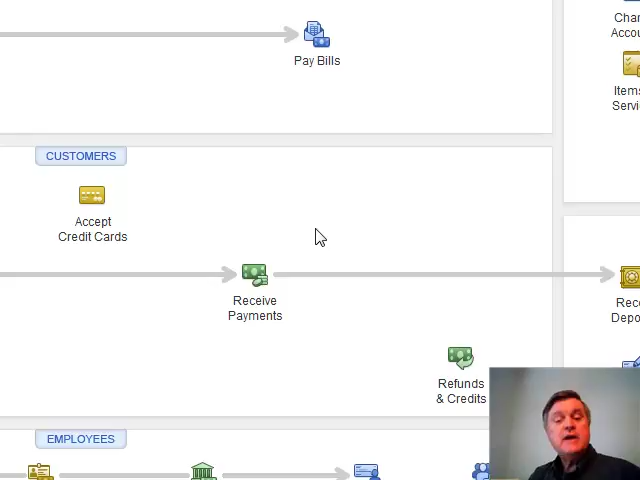 Pay Bills
CUSTOMERS
Accept
Credit Cards
Receive
Payments
Refunds
& Credits
EMPLOYEES